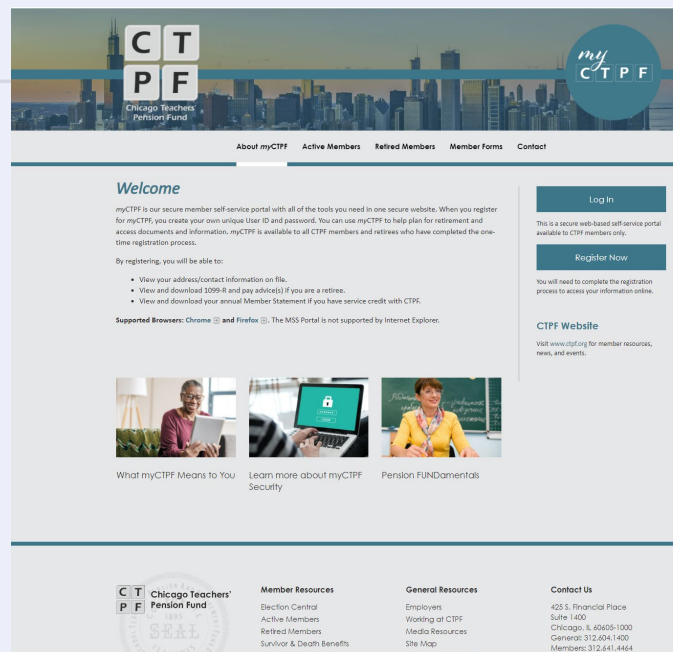 C T
P F
Chicago Teachers'
Pension Fund
my
CTPF
About myCTPF Active Members Retired Members Member Forms Contact
Welcome
myCTPF is our secure member self-service portal with all of the tools you need in one secure website. When you register
for myCTPF, you create your own unique User ID and password. You can use myCTPF to help plan for retirement and
access documents and information. myCTPF is available to all CTPF members and retirees who have completed the one-
time registration process.
By registering, you will be able to:
• View your address/contact information on file.
• View and download 1099-R and pay advice(s) if you are a retiree.
• View and download your annual Member Statement if you have service credit with CTPF.
Supported Browsers: Chrome and Firefox. The MSS Portal is not supported by Internet Explorer.
Log In
This is a secure web-based self-service portal
available to CTPF members only.
Register Now
You will need to complete the registration
process to access your information online.
CTPF Website
Visit www.ctpf.org for member resources,
news, and events.
What myCTPF Means to You
Learn more about myCTPF
Security
Pension FUNDamentals
C T
P F
Chicago Teachers'
Pension Fund
1895
SEAL
Member Resources
Election Central
Active Members
Retired Members
Survivor & Death Benefits
General Resources
Employers
Working at CTPF
Media Resources
Site Map
Contact Us
425 S. Financial Place
Suite 1400
Chicago, IL 60605-1000
General: 312.604.1400
Members: 312.641.4464